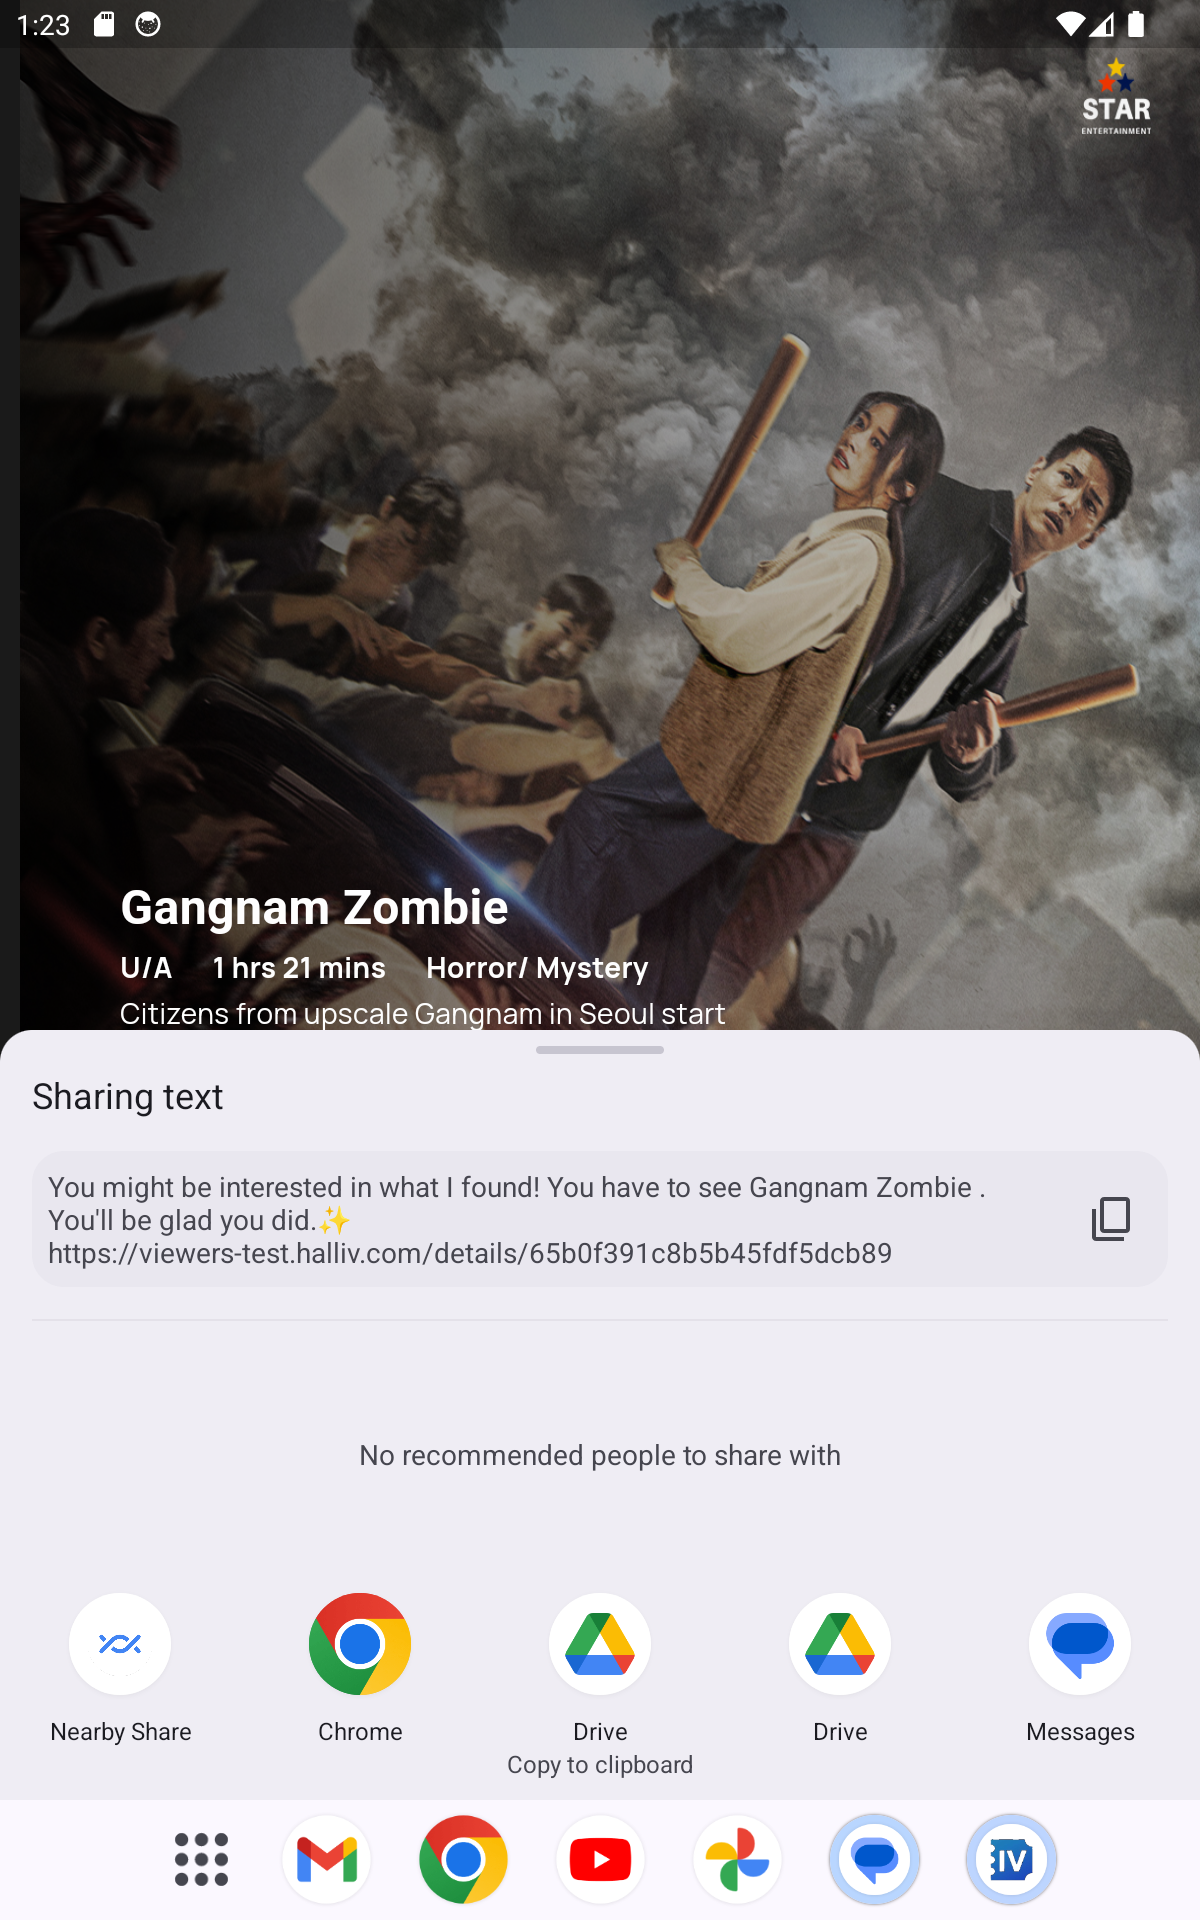 1:23
STAR
ENTERTAINMENT
Gangnam Zombie
U/A 1 hrs 21 mins Horror/ Mystery
Citizens from upscale Gangnam in Seoul start
Sharing text
You might be interested in what I found! You have to see Gangnam Zombie .
You'll be glad you did.✨
https://viewers-test.halliv.com/details/65b0f391c8b5b45fdf5dcb89
No recommended people to share with
Nearby Share Chrome Drive Drive Messages
Copy to clipboard
IV